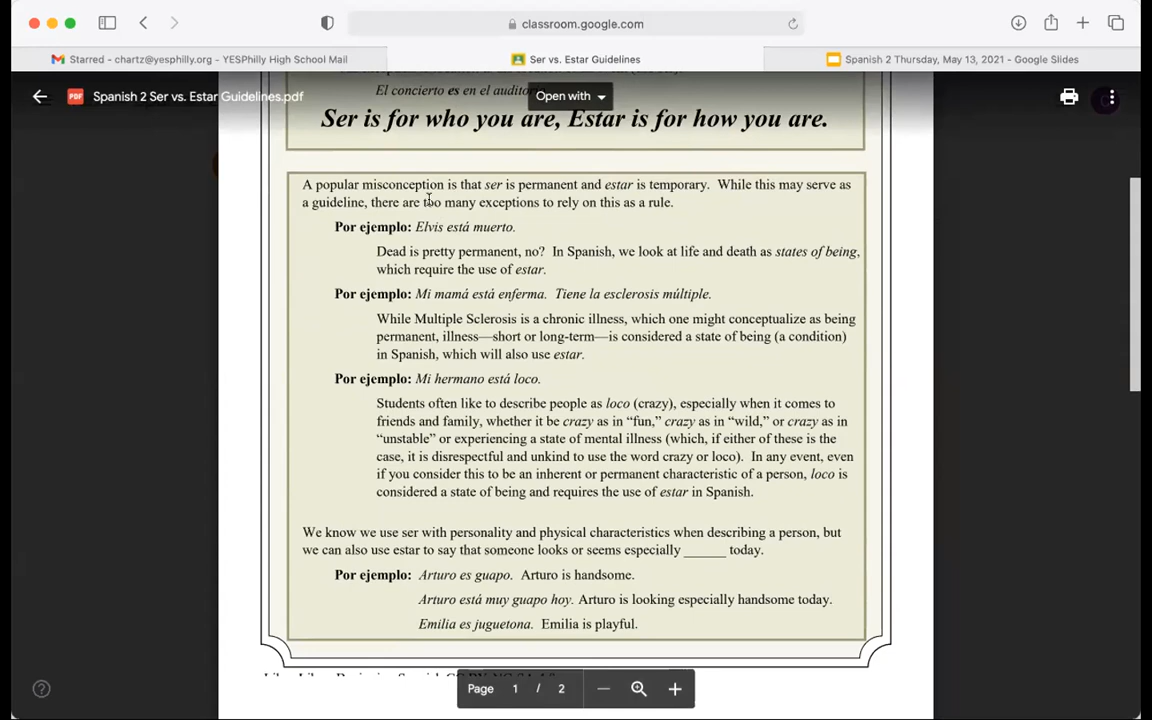 classroom.google.com
Starred - chartz@yesphilly.org - YESPhilly High School Mail
Ser vs. Estar Guidelines
Spanish 2 Thursday, May 13, 2021 - Google Slides
PDF
Spanish 2 Ser vs. Estar Guidelines.pdf
Open with
El concierto es en el auditor
Ser is for who you are, Estar is for how you are.
A popular misconception is that ser is permanent and estar is temporary. While this may serve as
a guideline, there are too many exceptions to rely on this as a rule.
Por ejemplo: Elvis está muerto.
Dead is pretty permanent, no? In Spanish, we look at life and death as states of being,
which require the use of estar.
Por ejemplo: Mi mamá está enferma. Tiene la esclerosis múltiple.
While Multiple Sclerosis is a chronic illness, which one might conceptualize as being
permanent, illness—short or long-term—is considered a state of being (a condition)
in Spanish, which will also use estar.
Por ejemplo: Mi hermano está loco.
Students often like to describe people as loco (crazy), especially when it comes to
friends and family, whether it be crazy as in “fun,” crazy as in “wild,” or crazy as in
“unstable” or experiencing a state of mental illness (which, if either of these is the
case, it is disrespectful and unkind to use the word crazy or loco). In any event, even
if you consider this to be an inherent or permanent characteristic of a person, loco is
considered a state of being and requires the use of estar in Spanish.
We know we use ser with personality and physical characteristics when describing a person, but
we can also use estar to say that someone looks or seems especially ______ today.
Por ejemplo: Arturo es guapo. Arturo is handsome.
Arturo está muy guapo hoy. Arturo is looking especially handsome today.
Emilia es juguetona. Emilia is playful.
Page 1 / 2